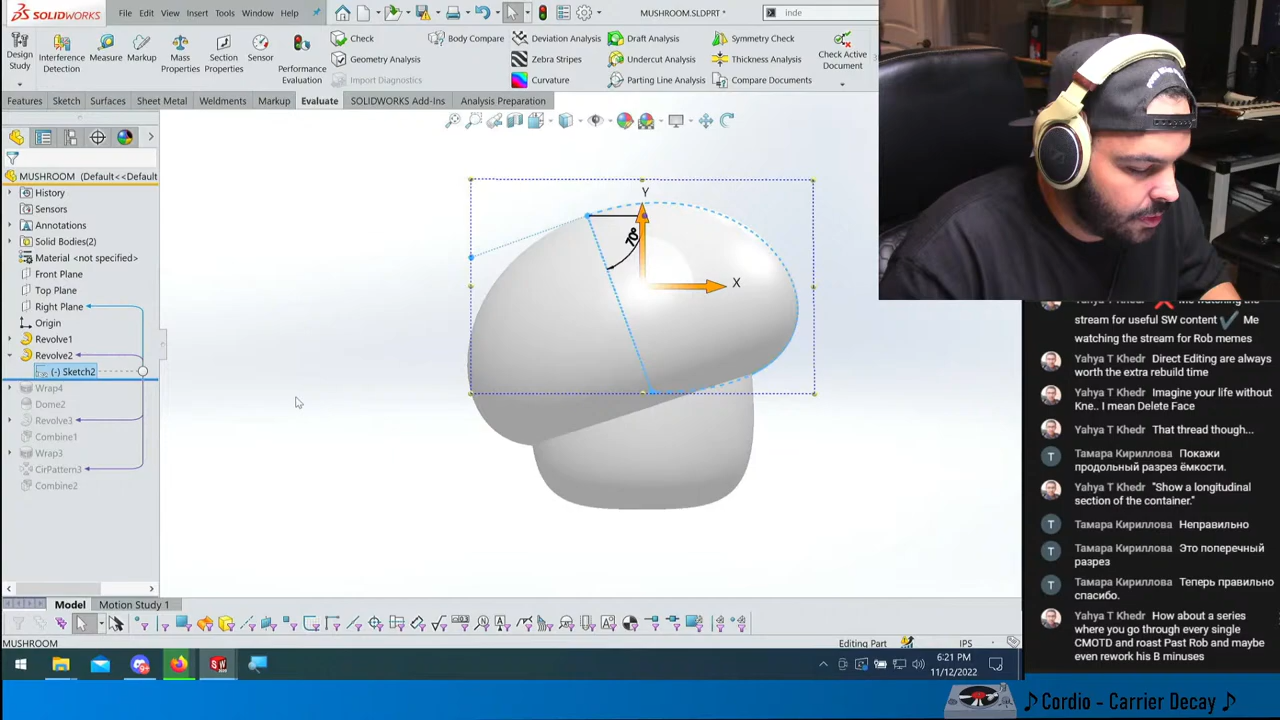 SOLIDWORKS
File
Edit
View
Insert
Tools
Window
Help
MUSHROOM.SLDPRT *
inde
Design Study
Interference Detection
Measure
Markup
Mass Properties
Section Properties
Sensor
Performance Evaluation
Check
Geometry Analysis
Import Diagnostics
Body Compare
Deviation Analysis
Zebra Stripes
Curvature
Draft Analysis
Undercut Analysis
Parting Line Analysis
Symmetry Check
Thickness Analysis
Compare Documents
Check Active Document
Features
Sketch
Surfaces
Sheet Metal
Weldments
Markup
Evaluate
SOLIDWORKS Add-Ins
Analysis Preparation
MUSHROOM (Default<<Default
History
Sensors
Annotations
Solid Bodies(2)
Material <not specified>
Front Plane
Top Plane
Right Plane
Origin
Revolve1
Revolve2
(-) Sketch2
Wrap4
Dome2
Revolve3
Combine1
Wrap3
CirPattern3
Combine2
Y
70°
X
Me watching the
stream for useful SW content ✔ Me
watching the stream for Rob memes
Yahya T Khedr Direct Editing are always
worth the extra rebuild time
Yahya T Khedr Imagine your life without
Kne.. I mean Delete Face
Yahya T Khedr That thread though...
Тамара Кириллова Покажи
продольный разрез ёмкости.
Yahya T Khedr "Show a longitudinal
section of the container."
Тамара Кириллова Неправильно
Тамара Кириллова Это поперечный
разрез
Тамара Кириллова Теперь правильно
спасибо.
Yahya T Khedr How about a series
where you go through every single
CMOTD and roast Past Rob and maybe
even rework his B minuses
Model
Motion Study 1
MUSHROOM
Editing Part
IPS
6:21 PM
11/12/2022
♪ Cordio - Carrier Decay ♪